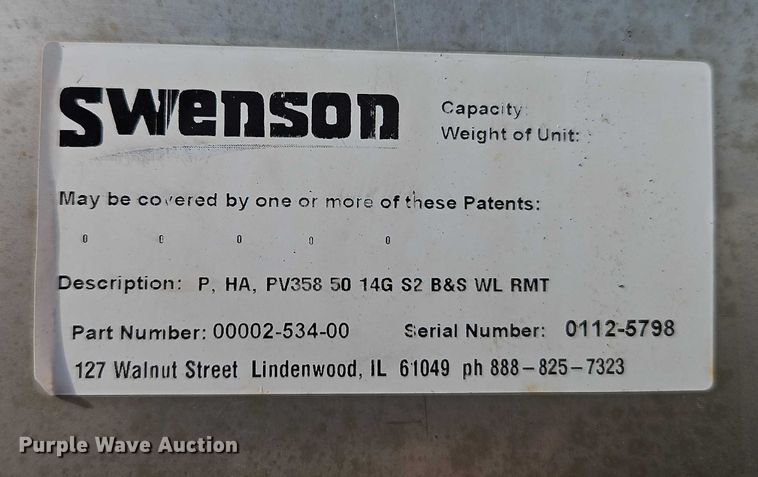 Swenson
Capacity:
Weight of Unit:
May be covered by one or more of these Patents:
0 0 0 0 0
Description: P, HA, PV358 50 14G S2 B&S WL RMT
Part Number: 00002-534-00 Serial Number: 0112-5798
127 Walnut Street Lindenwood, IL 61049 ph 888-825-7323
Purple Wave Auction